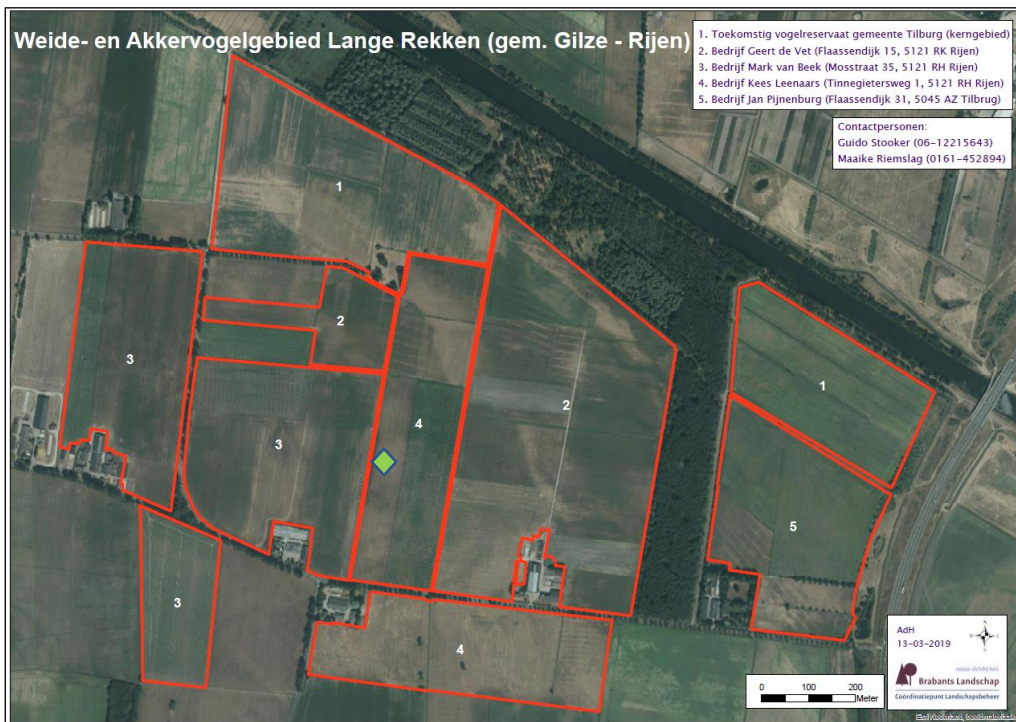 Weide- en Akkervogelgebied Lange Rekken (gem. Gilze - Rijen)
1. Toekomstig vogelreservaat gemeente Tilburg (kerngebied)
2. Bedrijf Geert de Vet (Flaassendijk 15, 5121 RK Rijen)
3. Bedrijf Mark van Beek (Mosstraat 35, 5121 RH Rijen)
4. Bedrijf Kees Leenaars (Tinnegietersweg 1, 5121 RH Rijen)
5. Bedrijf Jan Pijnenburg (Flaassendijk 31, 5045 AZ Tilbrug)
Contactpersonen:
Guido Stooker (06-12215643)
Maaike Riemslag (0161-452894)
1
2
3
4
3
2
1
5
3
4
AdH
13-03-2019
N
W
S
Brabants Landschap
Coördinatiepunt Landschapsbeheer
0 100 200
Meter
Esri Nederland, beeldmateriaal